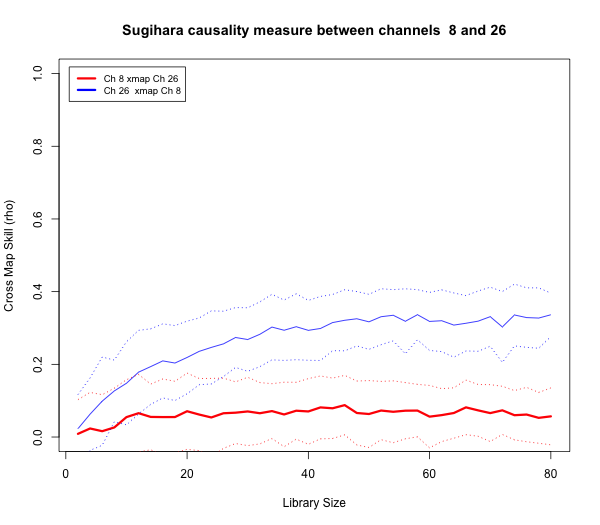 Sugihara causality measure between channels  8 and 26
Ch 8 xmap Ch 26
Ch 26  xmap Ch 8
Cross Map Skill (rho)
1.0
0.8
0.6
0.4
0.2
0.0
0 20 40 60 80
Library Size